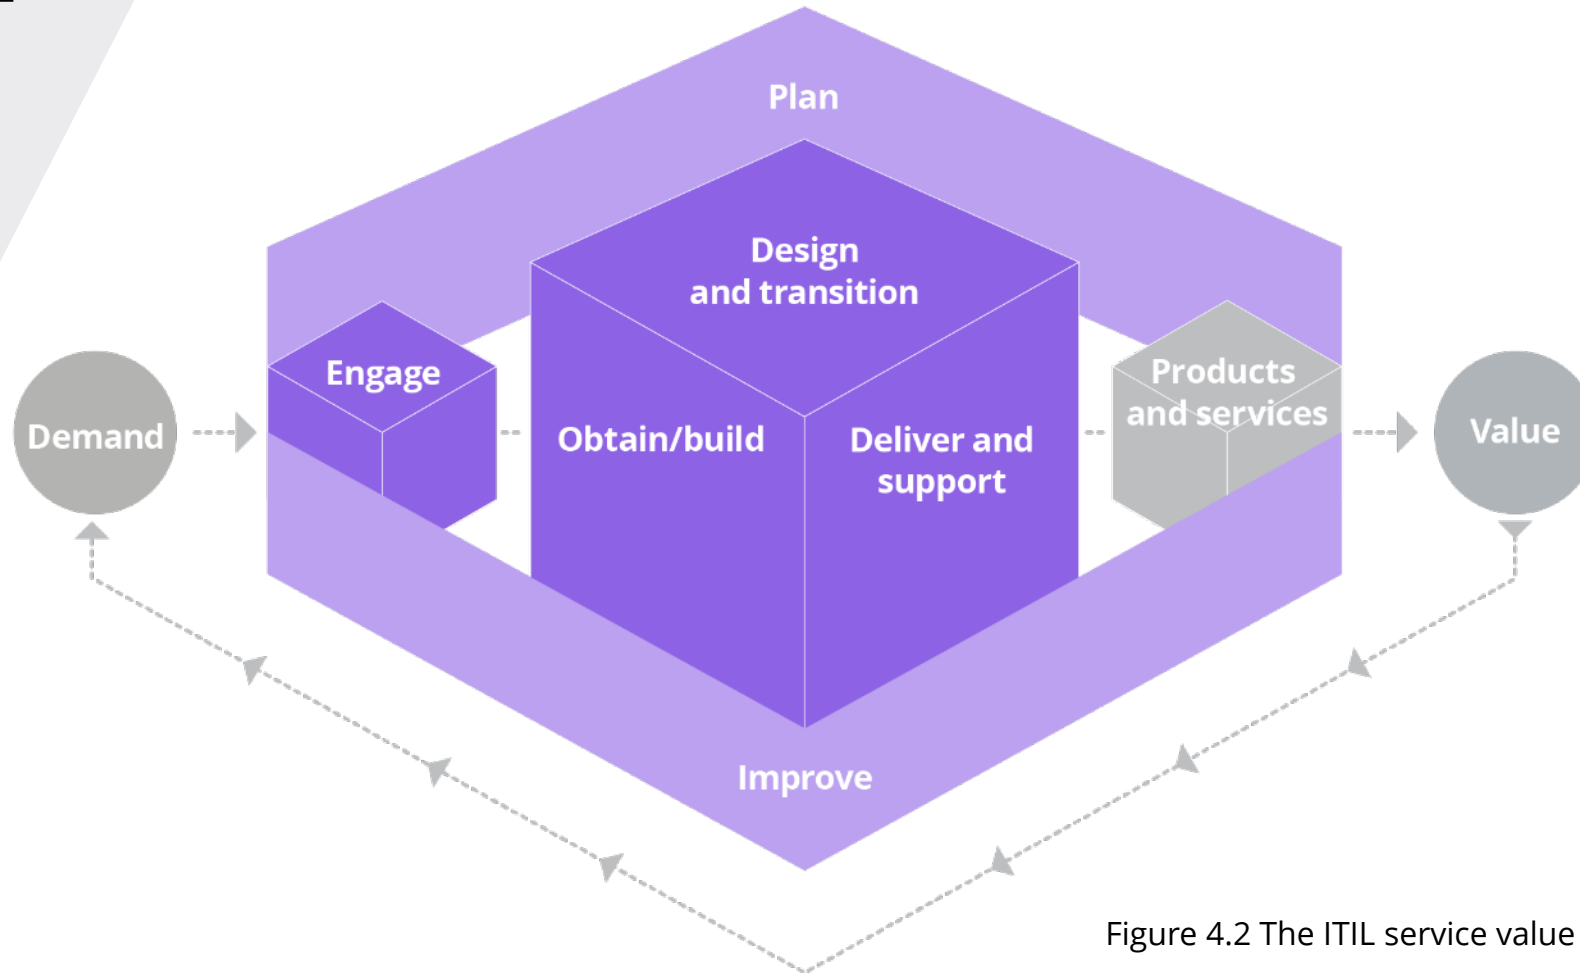 Plan
Design
and transition
Engage
Products
and services
Demand
Obtain/build
Deliver and
support
Value
Improve
Figure 4.2 The ITIL service value